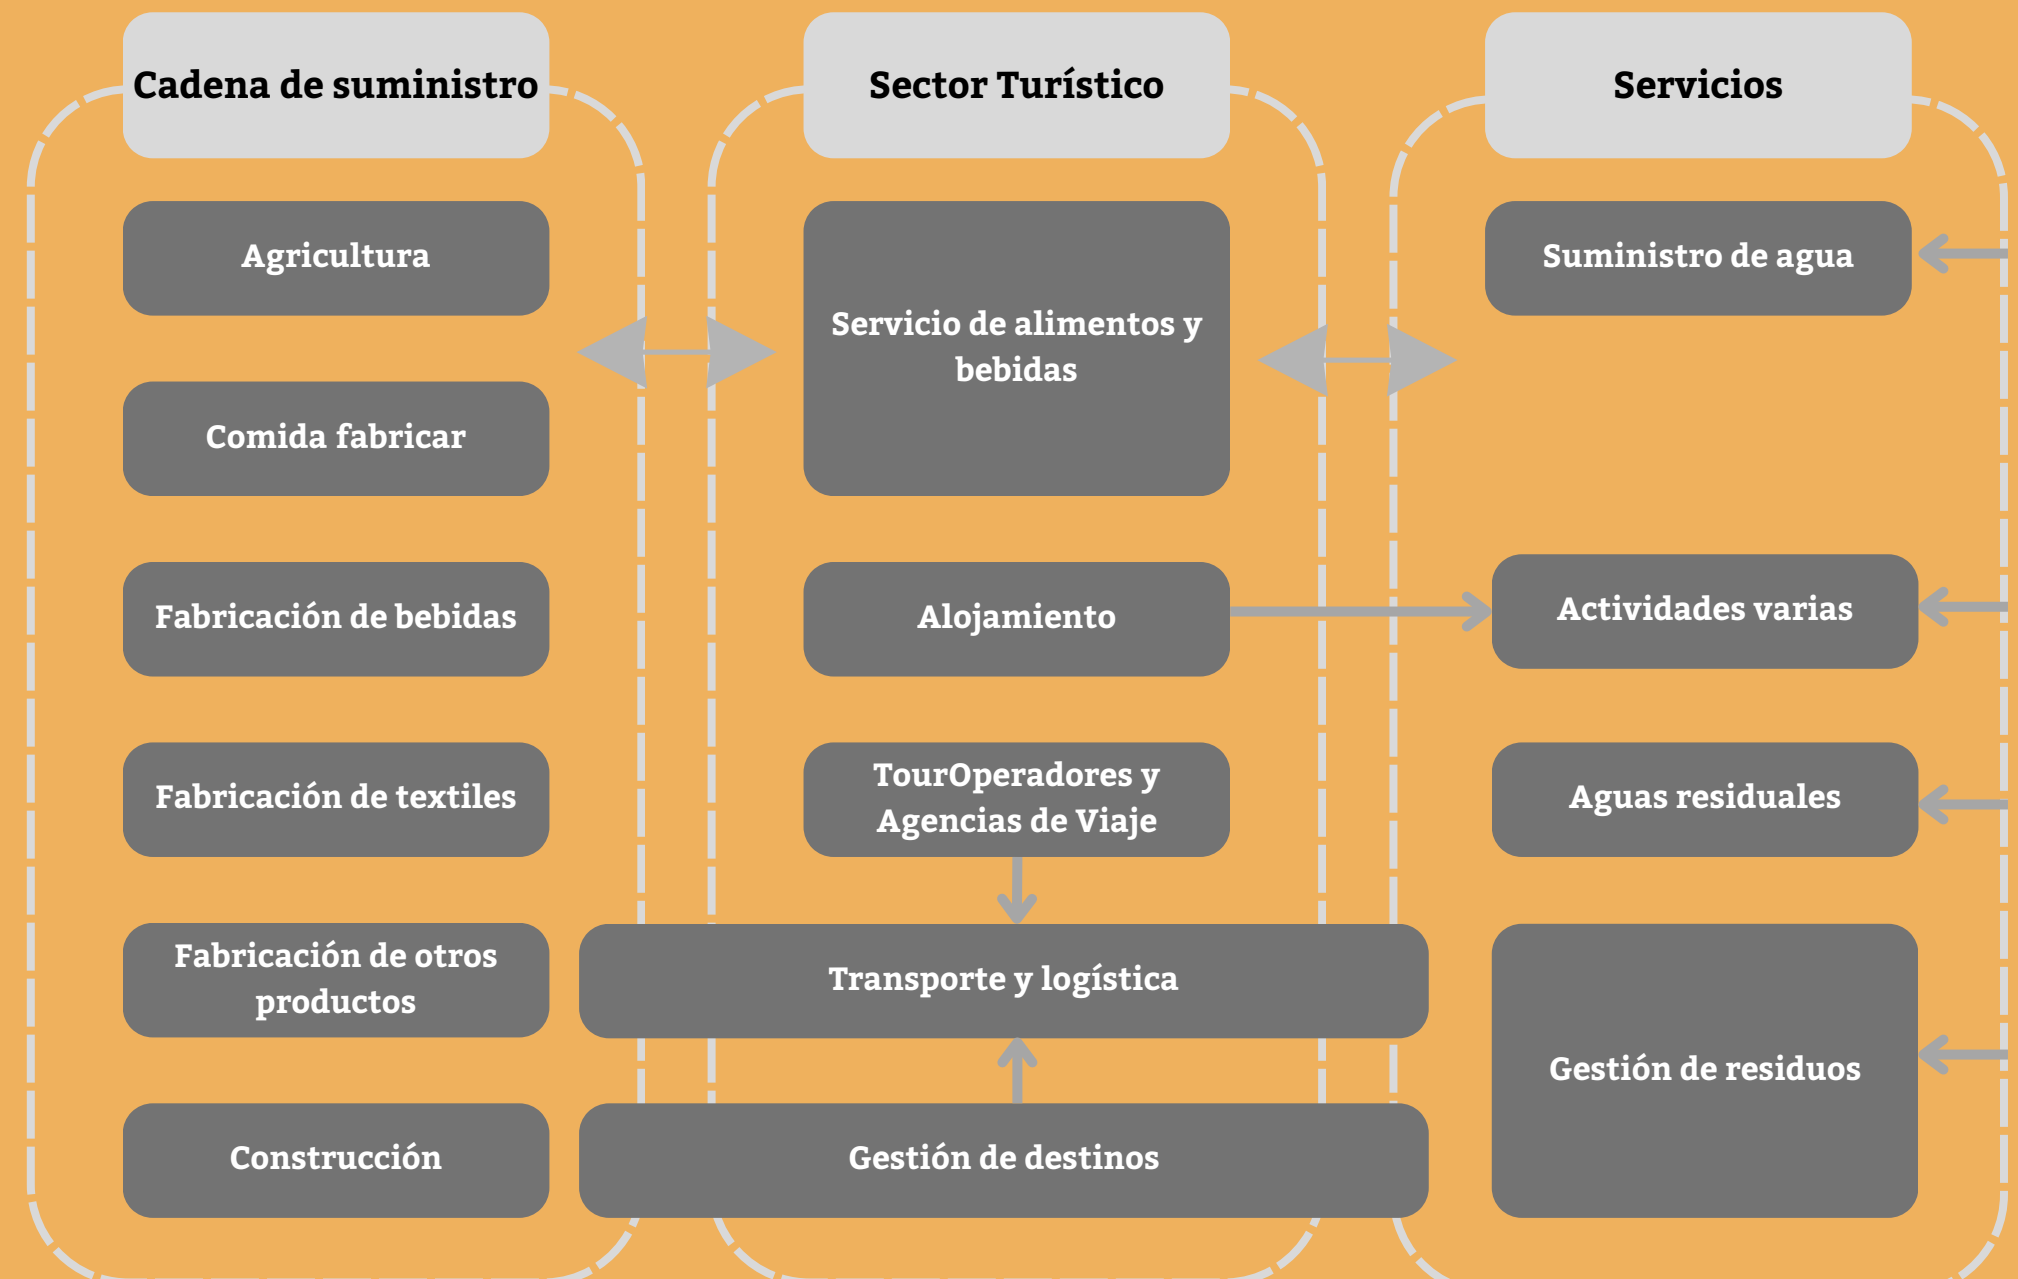 Cadena de suministro
Sector Turístico
Servicios
Agricultura
Comida fabricar
Fabricación de bebidas
Fabricación de textiles
Fabricación de otros
productos
Construcción
Servicio de alimentos y
bebidas
Alojamiento
TourOperadores y
Agencias de Viaje
Transporte y logística
Gestión de destinos
Suministro de agua
Actividades varias
Aguas residuales
Gestión de residuos